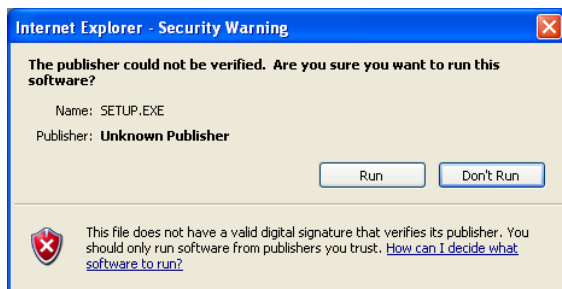 Internet Explorer - Security Warning
The publisher could not be verified.  Are you sure you want to run this
software?
Name: SETUP.EXE
Publisher: Unknown Publisher
Run
Don't Run
This file does not have a valid digital signature that verifies its publisher. You
should only run software from publishers you trust. How can I decide what
software to run?